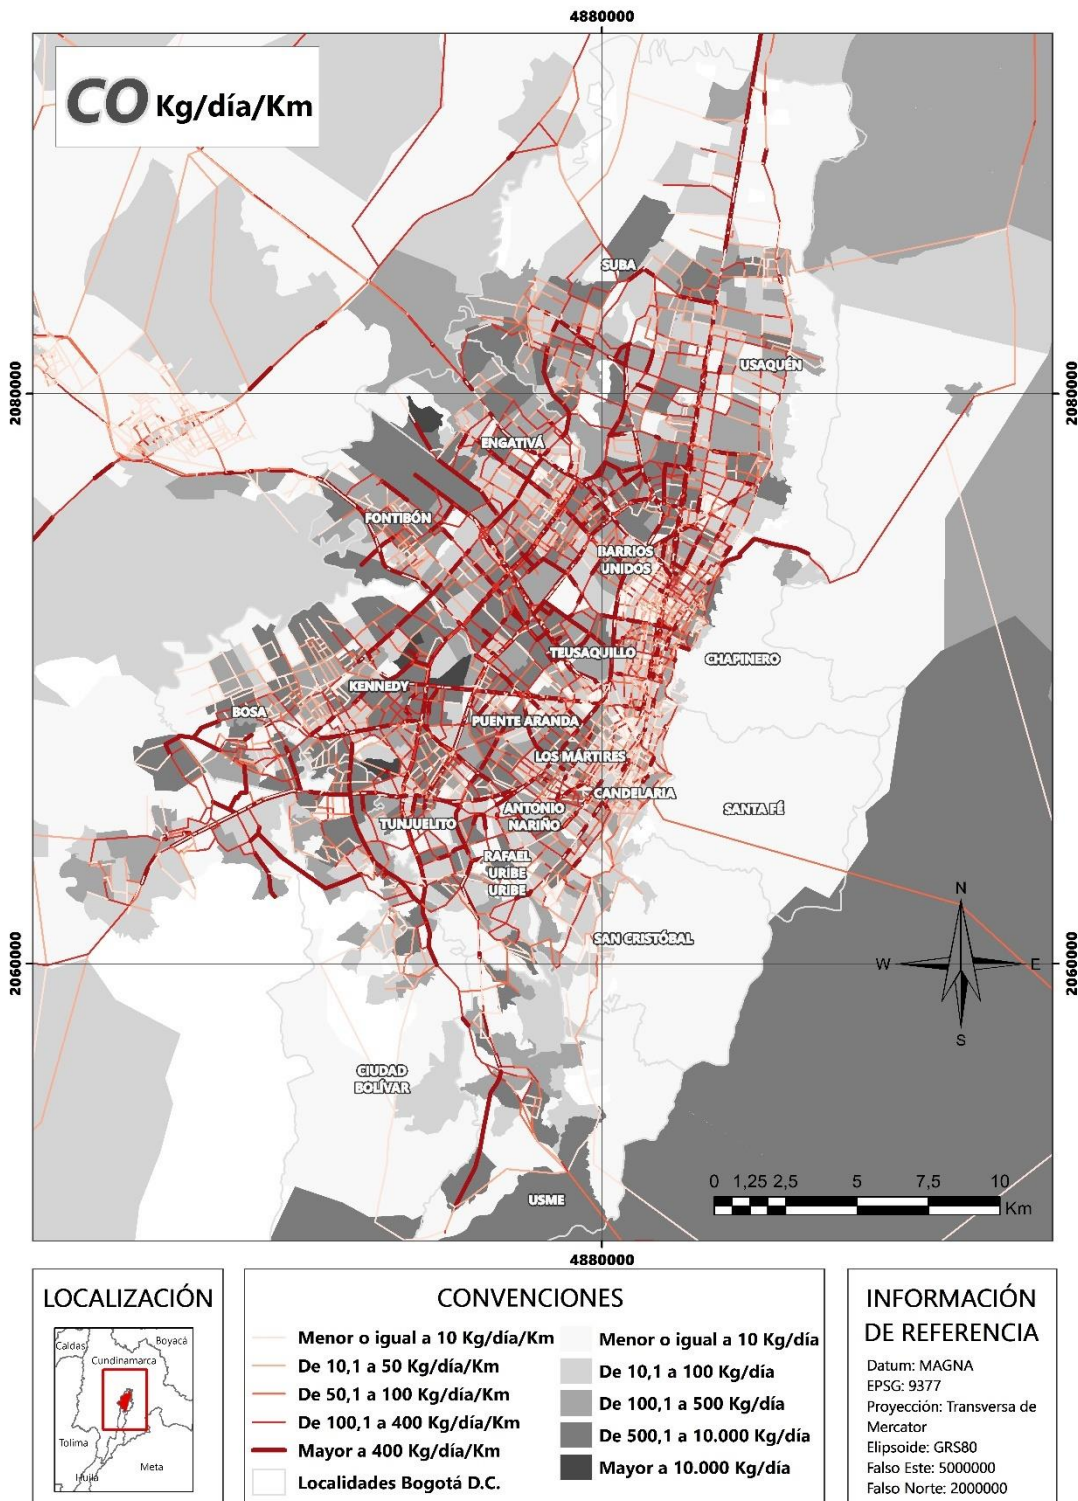 4880000
CO Kg/día/Km
SUBA
USAQUÉN
2080000
2080000
ENGATIVÁ
FONTIBÓN
BARRIOS
UNIDOS
TEUSAQUILLO
CHAPINERO
KENNEDY
BOSA
PUENTE ARANDA
LOS MÁRTIRES
CANDELARIA
SANTA FÉ
ANTONIO
NARIÑO
TUNJUELITO
RAFAEL
URIBE
URIBE
N
SAN CRISTÓBAL
W
E
S
2060000
2060000
CIUDAD
BOLÍVAR
USME
0 1,25 2,5 5 7,5 10
Km
4880000
LOCALIZACIÓN
Caldas
Boyacá
Cundinamarca
Tolima
Huila
Meta
CONVENCIONES
Menor o igual a 10 Kg/día/Km
De 10,1 a 50 Kg/día/Km
De 50,1 a 100 Kg/día/Km
De 100,1 a 400 Kg/día/Km
Mayor a 400 Kg/día/Km
Localidades Bogotá D.C.
Menor o igual a 10 Kg/día
De 10,1 a 100 Kg/día
De 100,1 a 500 Kg/día
De 500,1 a 10.000 Kg/día
Mayor a 10.000 Kg/día
INFORMACIÓN
DE REFERENCIA
Datum: MAGNA
EPSG: 9377
Proyección: Transversa de
Mercator
Elipsoide: GRS80
Falso Este: 5000000
Falso Norte: 2000000